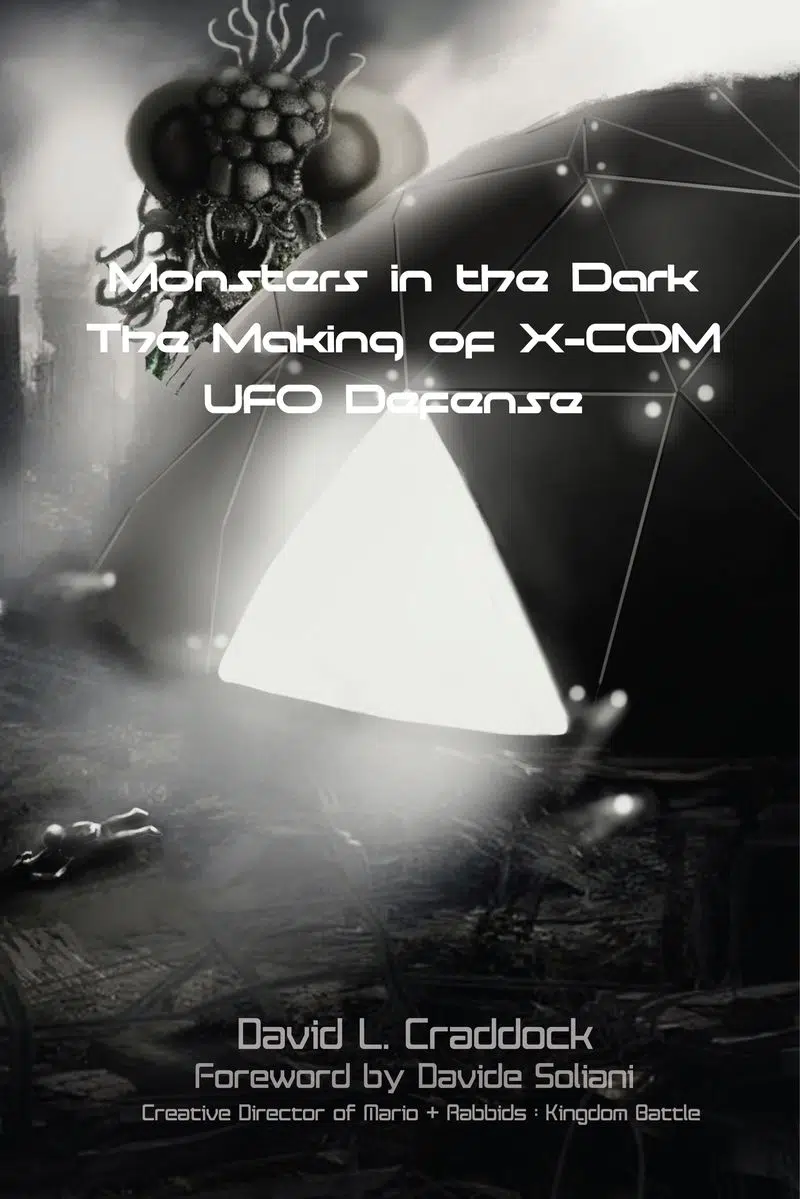 Monsters in the Dark
The Making of X-COM
UFO Defense
David L. Craddock
Foreword by Davide Soliani
Creative Director of Mario + Rabbids : Kingdom Battle